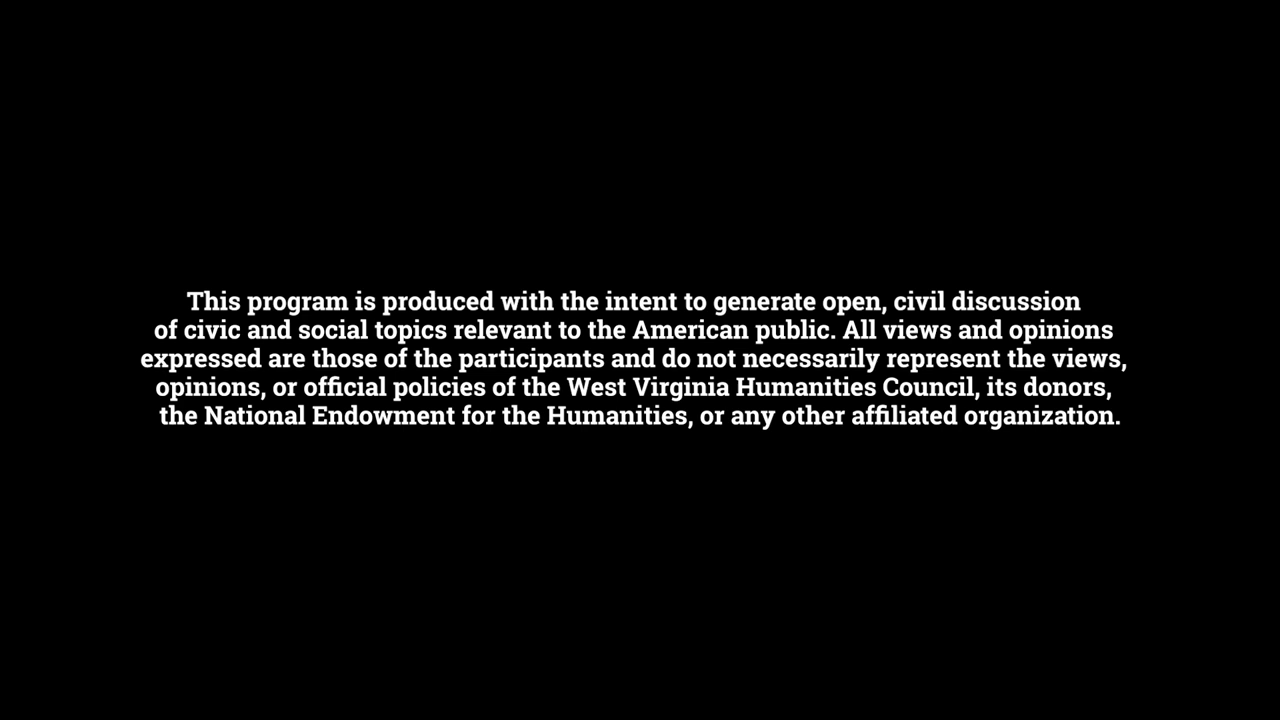 This program is produced with the intent to generate open, civil discussion
of civic and social topics relevant to the American public. All views and opinions
expressed are those of the participants and do not necessarily represent the views,
opinions, or official policies of the West Virginia Humanities Council, its donors,
the National Endowment for the Humanities, or any other affiliated organization.